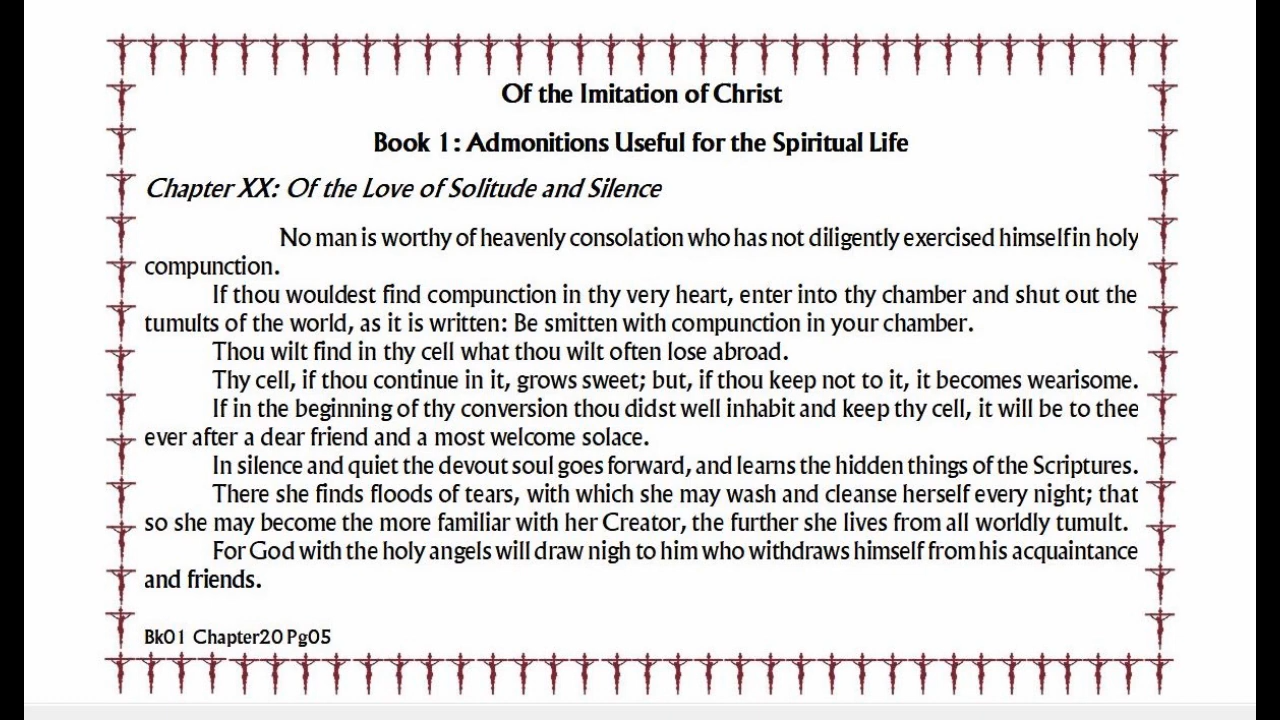 Of the Imitation of Christ
Book 1: Admonitions Useful for the Spiritual Life
Chapter XX: Of the Love of Solitude and Silence
No man is worthy of heavenly consolation who has not diligently exercised himself in holy
compunction.
If thou wouldest find compunction in thy very heart, enter into thy chamber and shut out the
tumults of the world, as it is written: Be smitten with compunction in your chamber.
Thou wilt find in thy cell what thou wilt often lose abroad.
Thy cell, if thou continue in it, grows sweet; but, if thou keep not to it, it becomes wearisome.
If in the beginning of thy conversion thou didst well inhabit and keep thy cell, it will be to thee
ever after a dear friend and a most welcome solace.
In silence and quiet the devout soul goes forward, and learns the hidden things of the Scriptures.
There she finds floods of tears, with which she may wash and cleanse herself every night; that
so she may become the more familiar with her Creator, the further she lives from all worldly tumult.
For God with the holy angels will draw nigh to him who withdraws himself from his acquaintance
and friends.
Bk01 Chapter20 Pg05